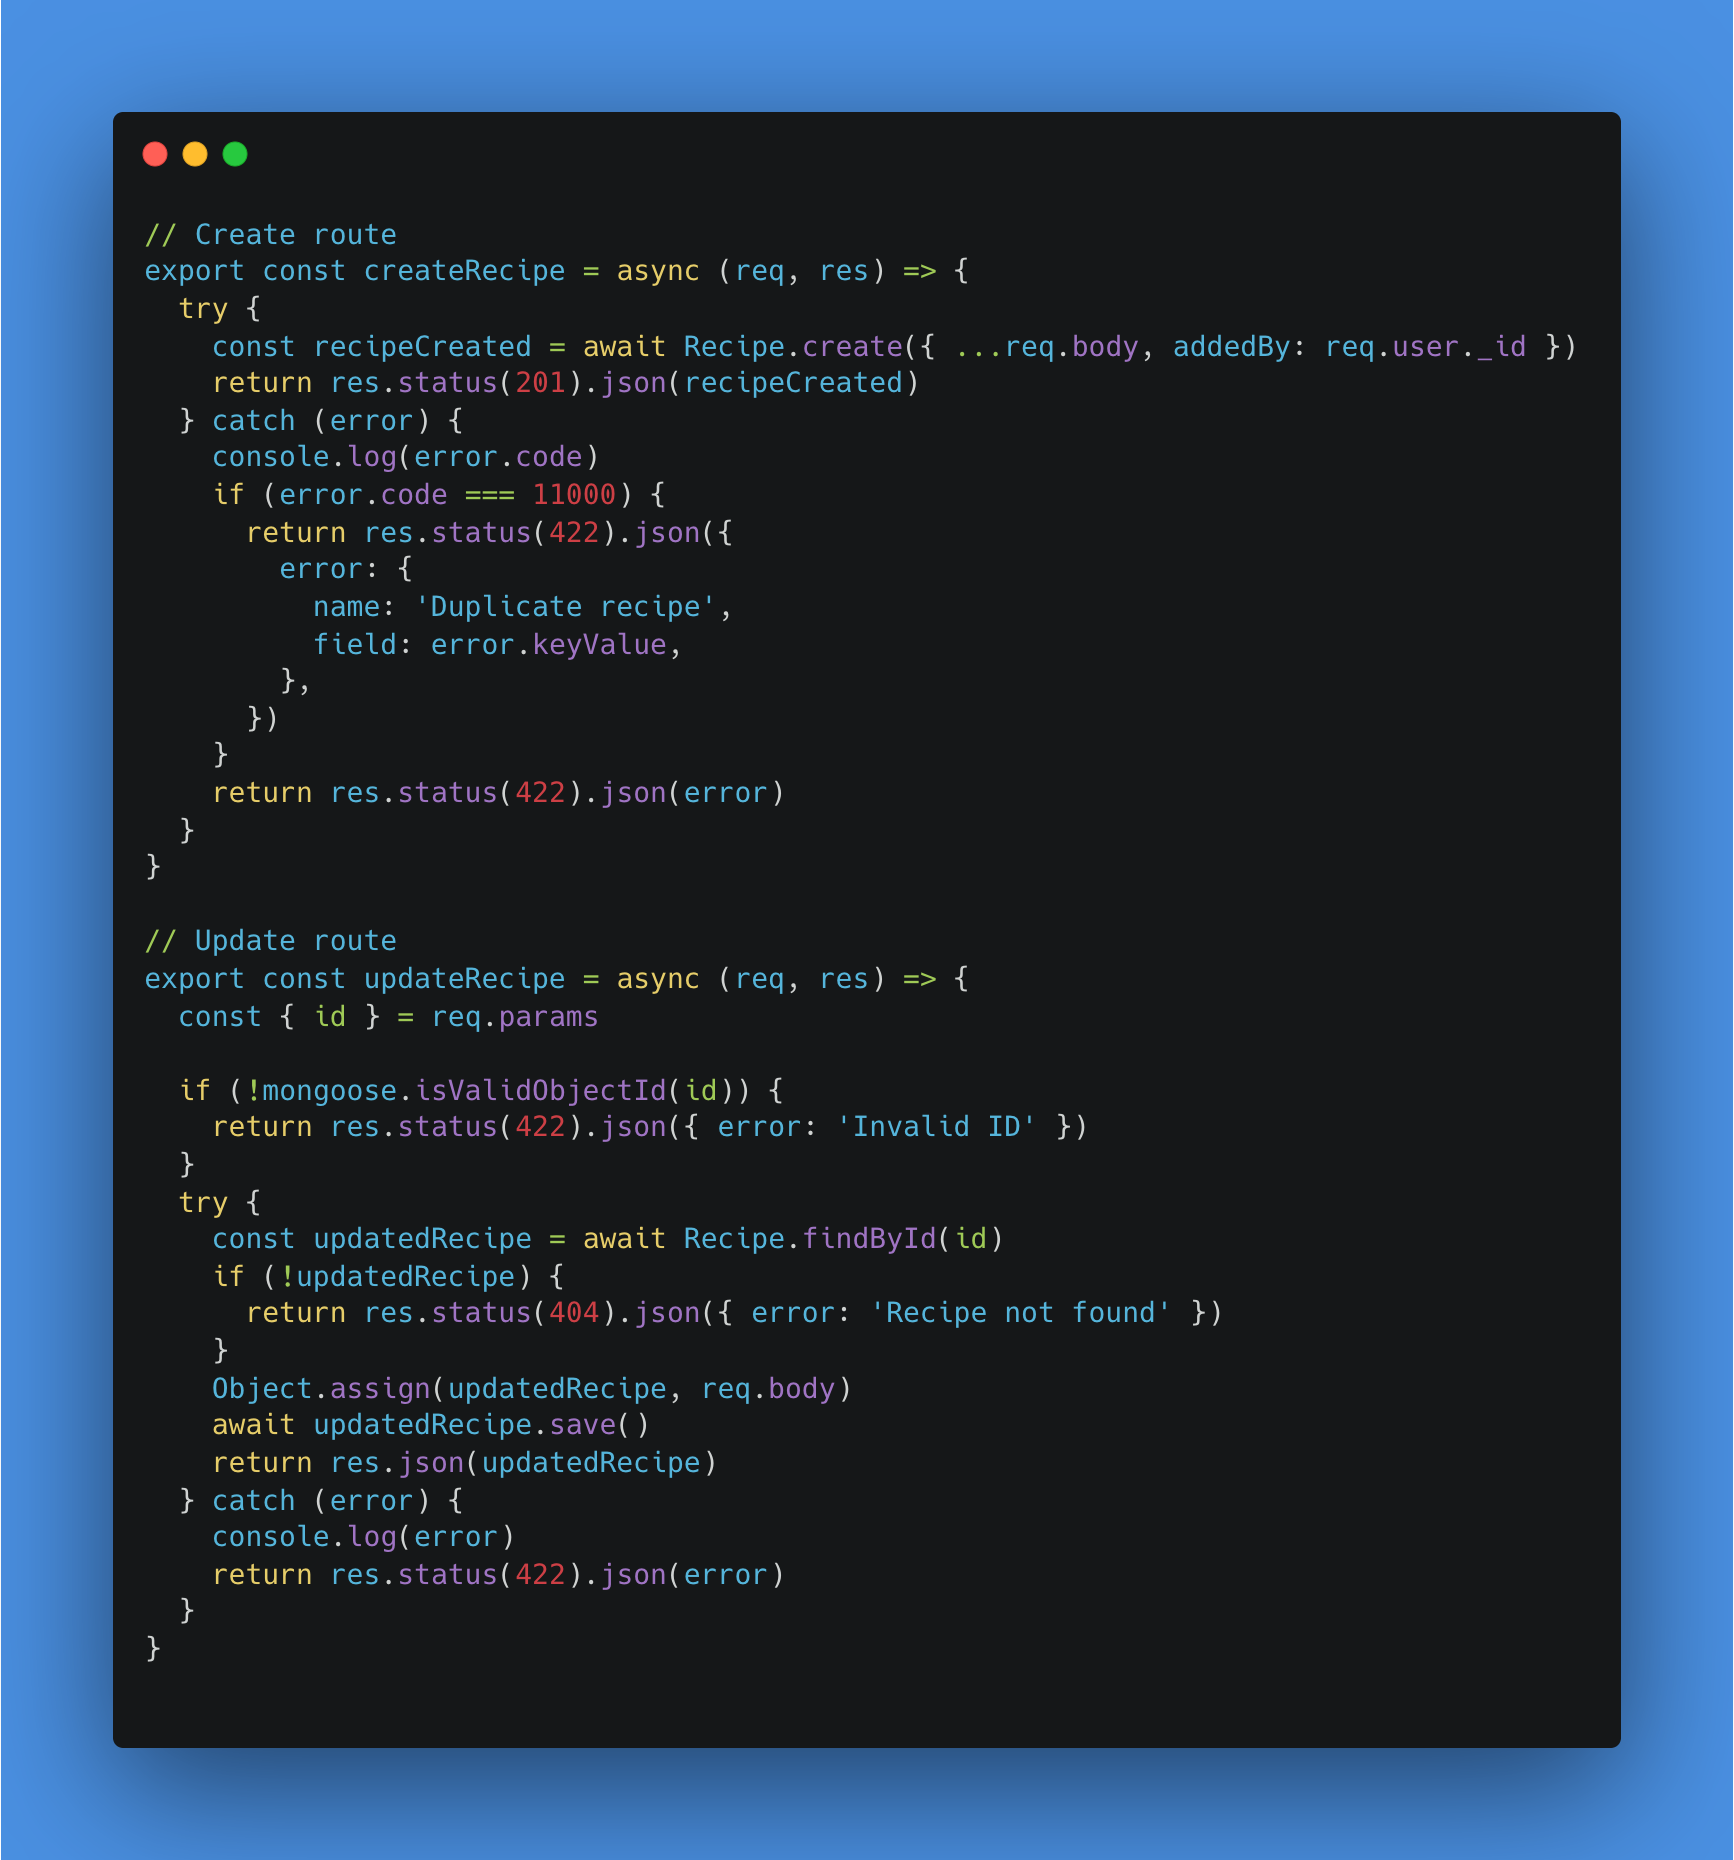 // Create route
export const createRecipe = async (req, res) => {
  try {
    const recipeCreated = await Recipe.create({ ...req.body, addedBy: req.user._id })
    return res.status(201).json(recipeCreated)
  } catch (error) {
    console.log(error.code)
    if (error.code === 11000) {
      return res.status(422).json({
        error: {
          name: 'Duplicate recipe',
          field: error.keyValue,
        },
      })
    }
    return res.status(422).json(error)
  }
}

// Update route
export const updateRecipe = async (req, res) => {
  const { id } = req.params

  if (!mongoose.isValidObjectId(id)) {
    return res.status(422).json({ error: 'Invalid ID' })
  }
  try {
    const updatedRecipe = await Recipe.findById(id)
    if (!updatedRecipe) {
      return res.status(404).json({ error: 'Recipe not found' })
    }
    Object.assign(updatedRecipe, req.body)
    await updatedRecipe.save()
    return res.json(updatedRecipe)
  } catch (error) {
    console.log(error)
    return res.status(422).json(error)
  }
}